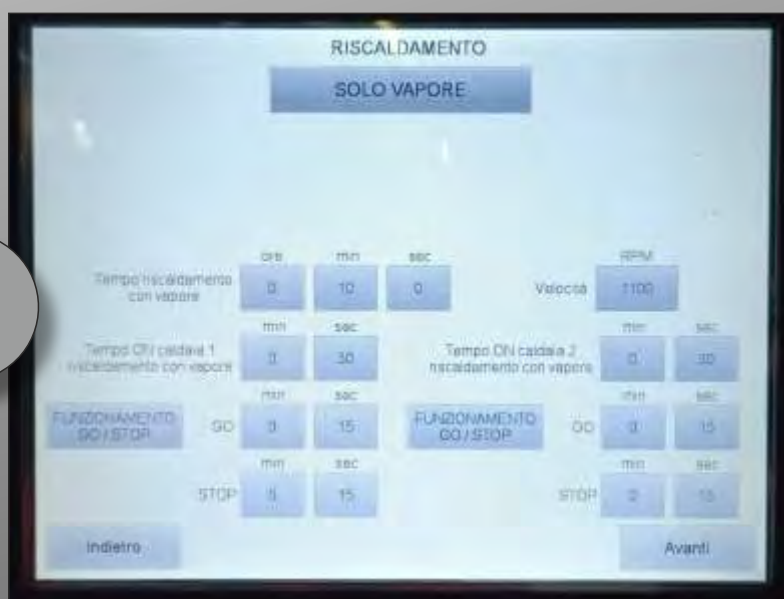 RISCALDAMENTO
SOLO VAPORE
ore min sec RPM
Tempo riscaldamento con vapore 0 10 0 Velocità 1100
min sec min sec
Tempo ON caldaia 1 riscaldamento con vapore 0 30 Tempo ON caldaia 2 riscaldamento con vapore 0 30
min sec min sec
FUNZIONAMENTO GO / STOP GO 0 15 FUNZIONAMENTO GO / STOP GO 0 15
min sec min sec
STOP 0 15 STOP 0 15
Indietro Avanti